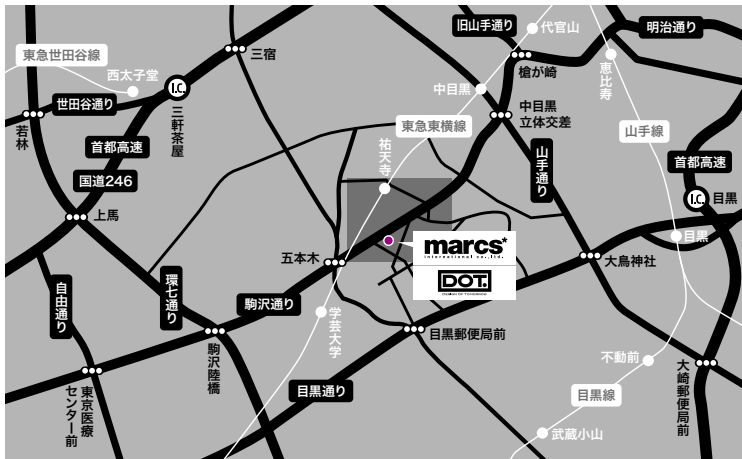 旧山手通り
代官山
明治通り
東急世田谷線
三宿
槍が崎
恵比寿
西太子堂
I.C.
中目黒
世田谷通り
三軒茶屋
中目黒
立体交差
若林
東急東横線
山手線
首都高速
祐天寺
山手通り
首都高速
国道246
I.C.
目黒
上馬
目黒
marcs*
international co.,ltd.
五本木
大鳥神社
DOT.
自由通り
環七通り
駒沢通り
学芸大学
目黒郵便局前
駒沢陸橋
不動前
大崎郵便局前
東京医療
センター前
目黒通り
目黒線
武蔵小山